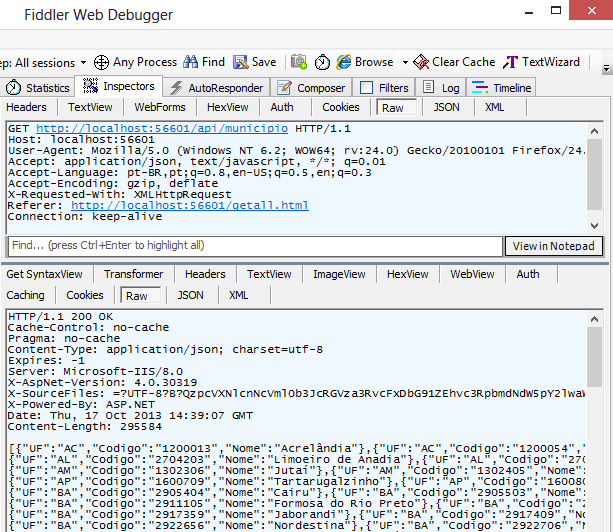 Fiddler Web Debugger
p: All sessions Any Process Find Save Browse Clear Cache TextWizard
Statistics Inspectors AutoResponder Composer Filters Log Timeline
Headers TextView WebForms HexView Auth Cookies Raw JSON XML
GET http://localhost:56601/api/municipio HTTP/1.1
Host: localhost:56601
User-Agent: Mozilla/5.0 (Windows NT 6.2; WOW64; rv:24.0) Gecko/20100101 Firefox/24.
Accept: application/json, text/javascript, */*; q=0.01
Accept-Language: pt-BR,pt;q=0.8,en-US;q=0.5,en;q=0.3
Accept-Encoding: gzip, deflate
X-Requested-With: XMLHttpRequest
Referer: http://localhost:56601/getall.html
Connection: keep-alive
Find... (press Ctrl+Enter to highlight all) View in Notepad
Get SyntaxView Transformer Headers TextView ImageView HexView WebView Auth
Caching Cookies Raw JSON XML
HTTP/1.1 200 OK
Cache-Control: no-cache
Pragma: no-cache
Content-Type: application/json; charset=utf-8
Expires: -1
Server: Microsoft-IIS/8.0
X-AspNet-Version: 4.0.30319
X-SourceFiles: =?UTF-8?B?
X-Powered-By: ASP.NET
Date: Thu, 17 Oct 2013 14:39:07 GMT
Content-Length: 295584
[{"UF":"AC","Codigo":"1200013","Nome":"Acrelândia"},{"UF":"AC","Codigo":"1200054",
{"UF":"AL","Codigo":"2704203","Nome":"Limoeiro de Anadia"},{"UF":"AL","Codigo":"270
{"UF":"AM","Codigo":"1302306","Nome":"Jutaí"},{"UF":"AM","Codigo":"1302405","Nome":
{"UF":"AP","Codigo":"1600709","Nome":"Tartarugalzinho"},{"UF":"AP","Codigo":"160080
{"UF":"BA","Codigo":"2905404","Nome":"Cairu"},{"UF":"BA","Codigo":"2905503","Nome":
{"UF":"BA","Codigo":"2911105","Nome":"Formosa do Rio Preto"},{"UF":"BA","Codigo":"2
{"UF":"BA","Codigo":"2917359","Nome":"Jaborandi"},{"UF":"BA","Codigo":"2917409","No
{"UF":"BA","Codigo":"2922656","Nome":"Nordestina"},{"UF":"BA","Codigo":"2922706","N